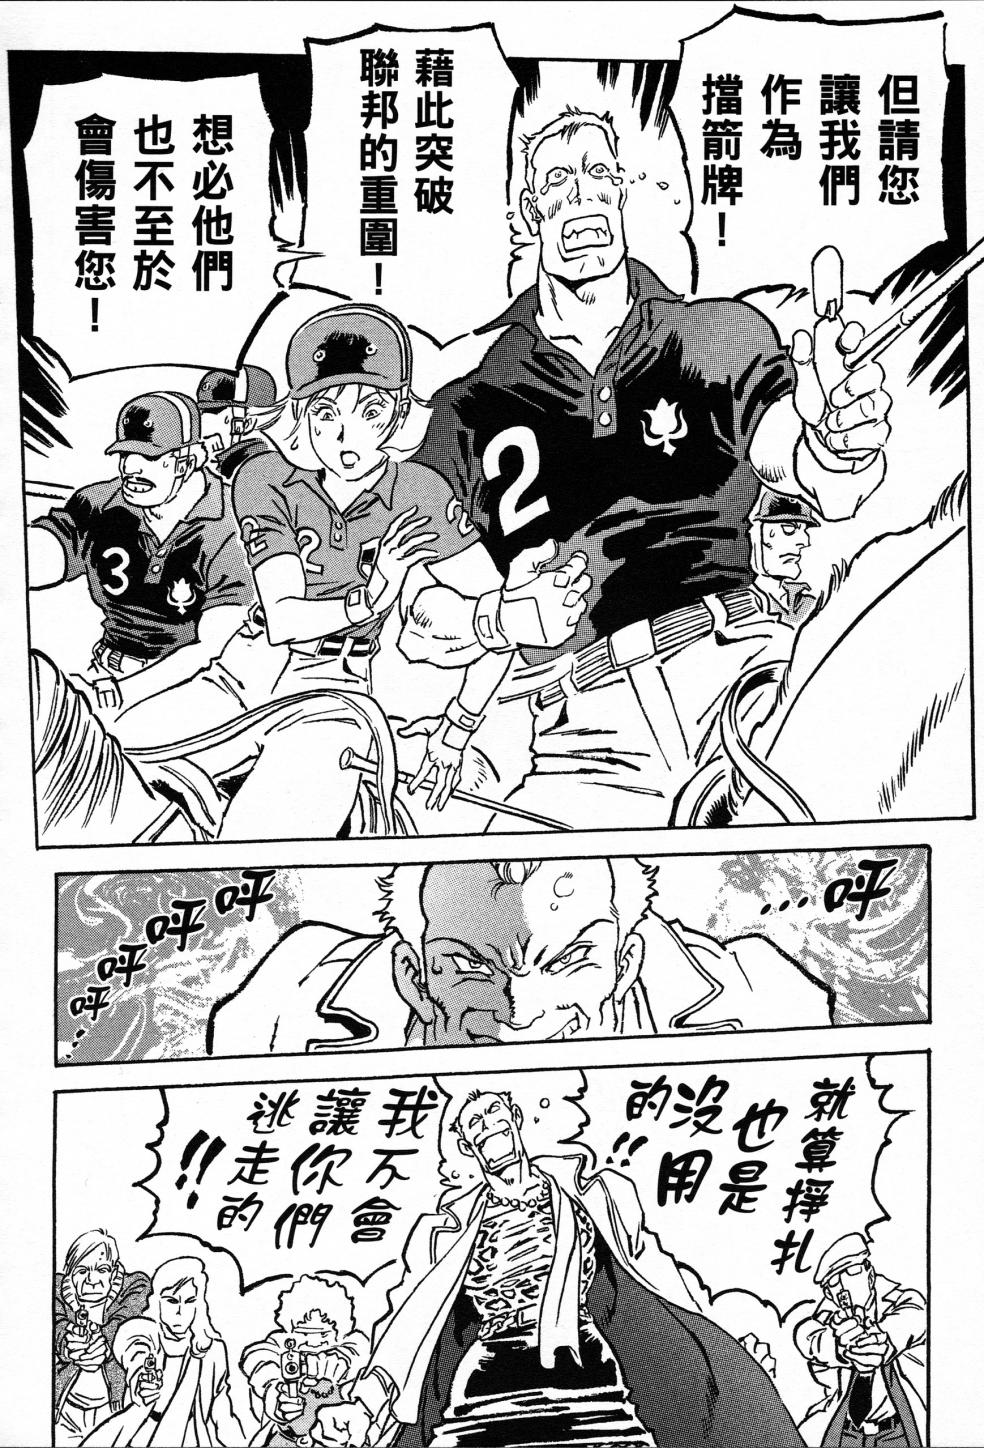 但請您
讓我們
作為
擋箭牌！
藉此突破
聯邦的重圍！
想必他們
也不至於
會傷害您！
2
2
2
2
3
呼…
呼
呼
呼
呼…
就算掙扎
也是
沒用
的!!
我不會
讓你們
逃走的
!!